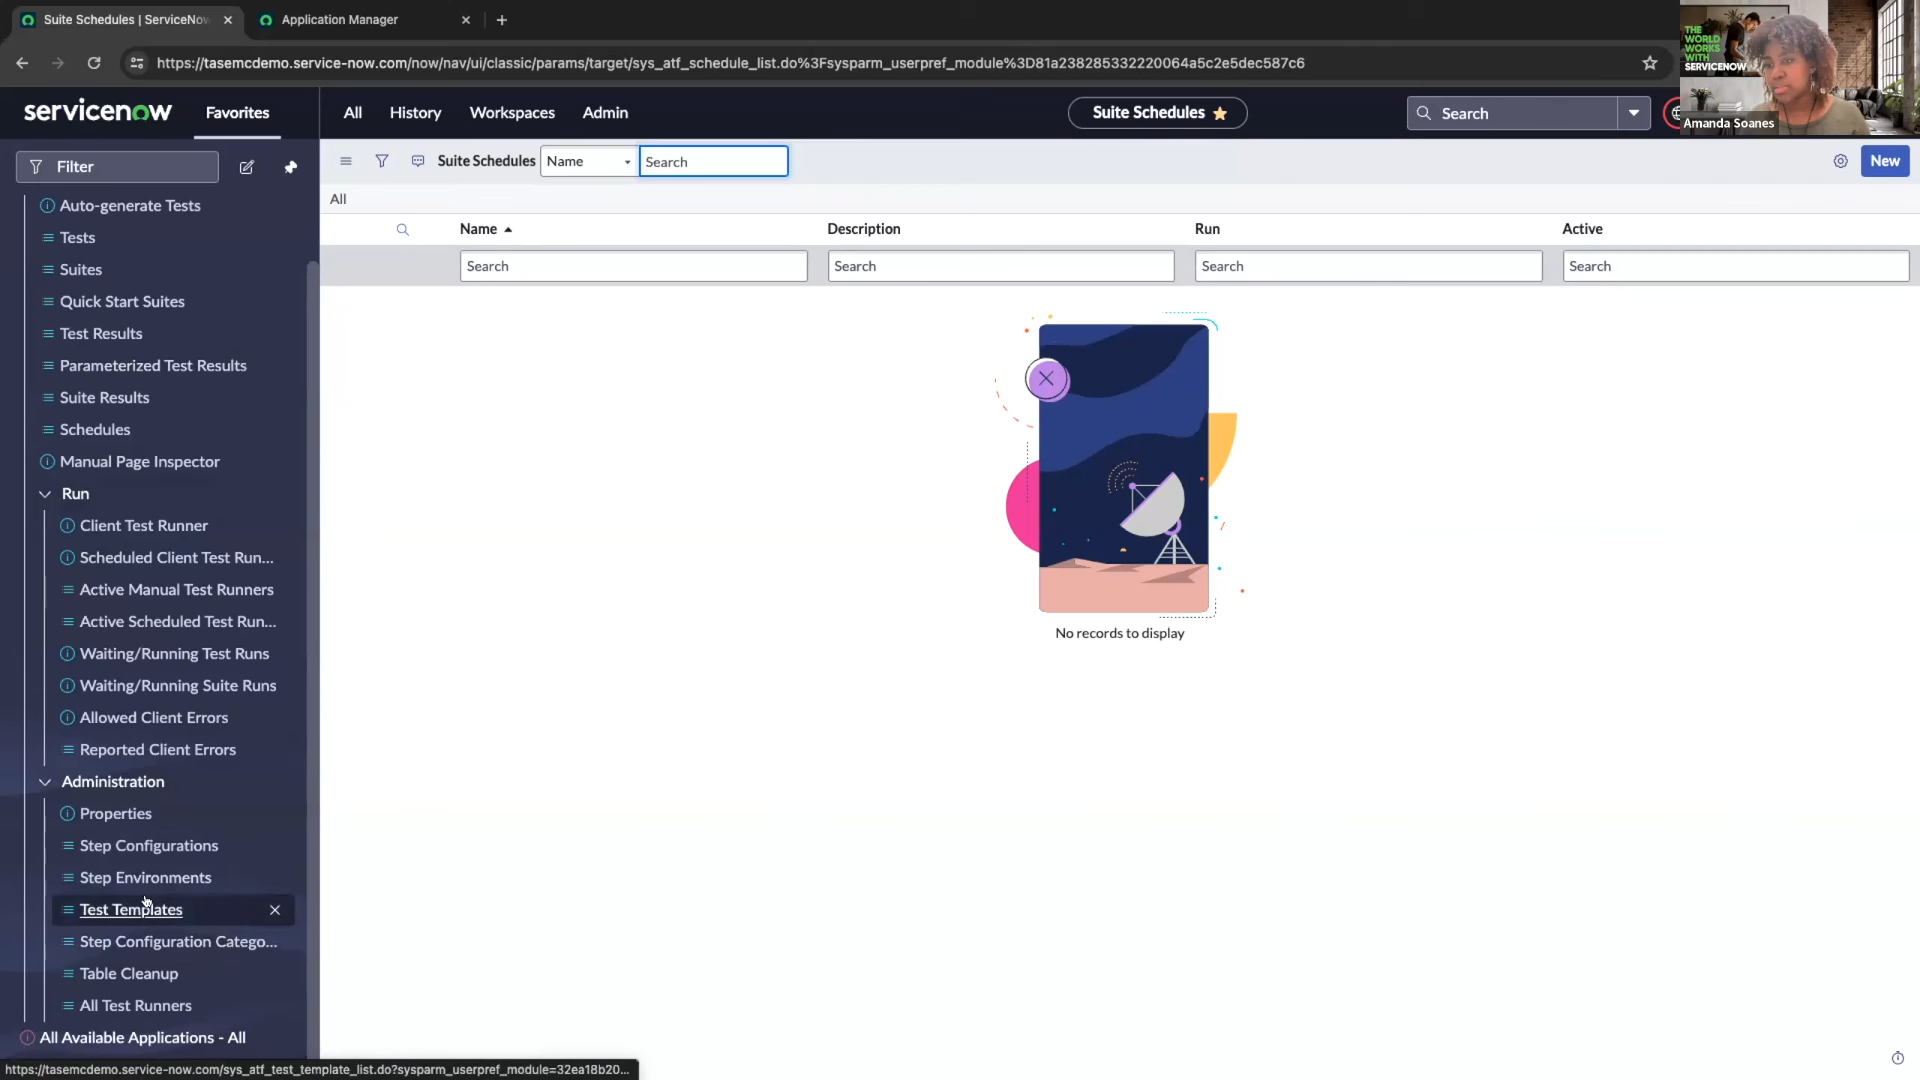 Suite Schedules | ServiceNow
Application Manager
https://tasemcdemo.service-now.com/now/nav/ui/classic/params/target/sys_atf_schedule_list.do%3Fsysparm_userpref_module%3D81a238285332220064a5c2e5dec587c6
THE WORLD WORKS WITH SERVICENOW
Amanda Soanes
servicenow
Favorites
All
History
Workspaces
Admin
Suite Schedules
Search
Filter
Suite Schedules
Name
Search
New
All
Name
Description
Run
Active
Search
Search
Search
Search
Auto-generate Tests
Tests
Suites
Quick Start Suites
Test Results
Parameterized Test Results
Suite Results
Schedules
Manual Page Inspector
Run
Client Test Runner
Scheduled Client Test Run...
Active Manual Test Runners
Active Scheduled Test Run...
Waiting/Running Test Runs
Waiting/Running Suite Runs
Allowed Client Errors
Reported Client Errors
Administration
Properties
Step Configurations
Step Environments
Test Templates
Step Configuration Catego...
Table Cleanup
All Test Runners
All Available Applications - All
No records to display
https://tasemcdemo.service-now.com/sys_atf_test_template_list.do?sysparm_userpref_module=32ea18b20...